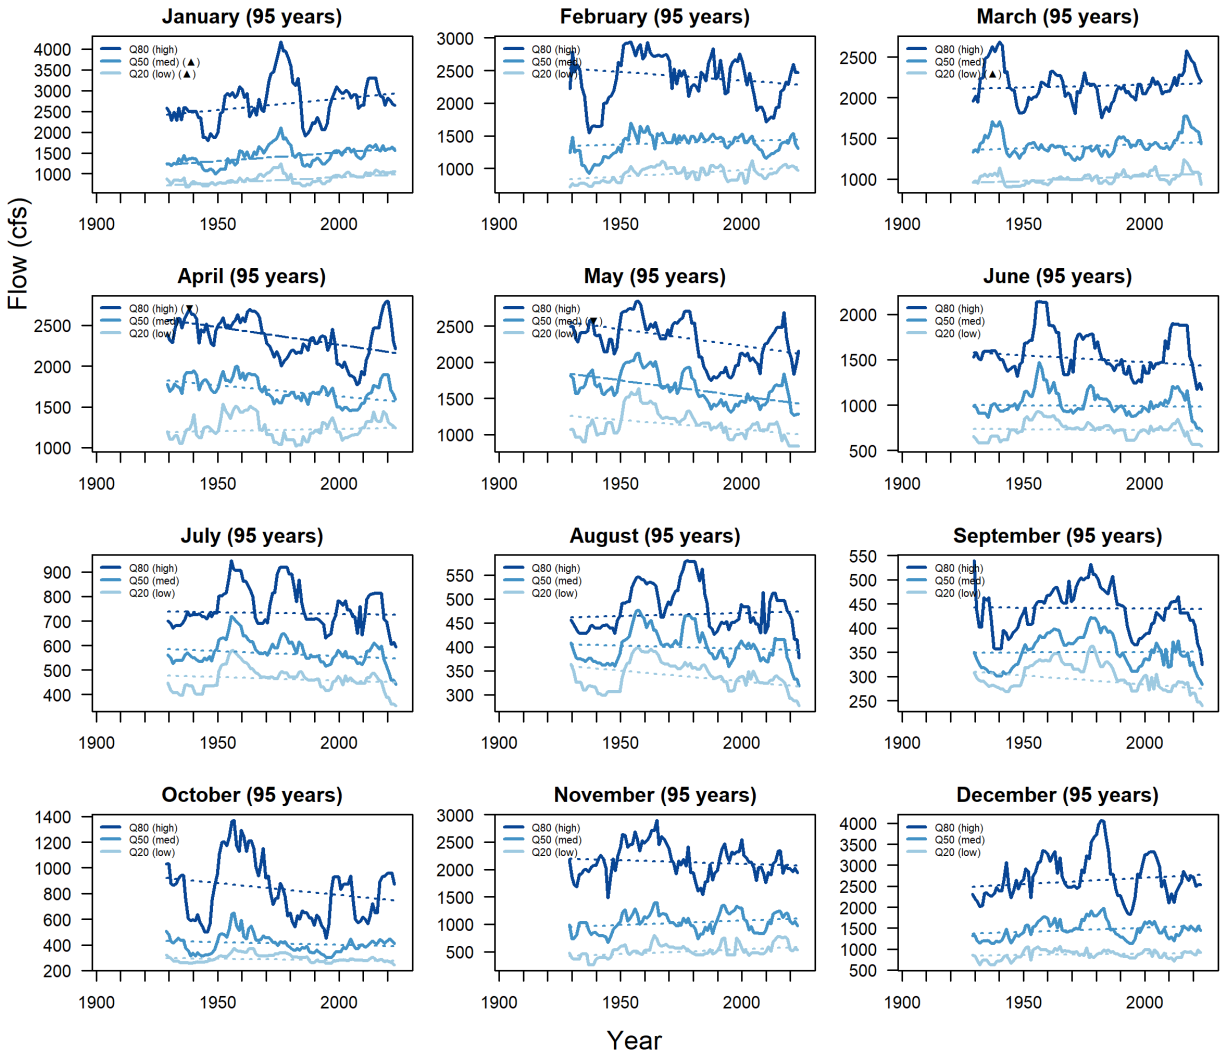 January (95 years)
4000
3500
3000
2500
2000
1500
1000
Q80 (high)
Q50 (med) (▲)
Q20 (low) (▲)
1900
1950
2000
February (95 years)
3000
2500
2000
1500
1000
Q80 (high)
Q50 (med)
Q20 (low)
1900
1950
2000
March (95 years)
2500
2000
1500
1000
Q80 (high)
Q50 (med)
Q20 (low) (▲)
1900
1950
2000
Flow (cfs)
April (95 years)
2500
2000
1500
1000
Q80 (high) (▼)
Q50 (med)
Q20 (low)
1900
1950
2000
May (95 years)
2500
2000
1500
1000
Q80 (high)
Q50 (med) (▼)
Q20 (low)
1900
1950
2000
June (95 years)
2000
1500
1000
500
Q80 (high)
Q50 (med)
Q20 (low)
1900
1950
2000
July (95 years)
900
800
700
600
500
400
Q80 (high)
Q50 (med)
Q20 (low)
1900
1950
2000
August (95 years)
550
500
450
400
350
300
Q80 (high)
Q50 (med)
Q20 (low)
1900
1950
2000
September (95 years)
550
500
450
400
350
300
250
Q80 (high)
Q50 (med)
Q20 (low)
1900
1950
2000
October (95 years)
1400
1200
1000
800
600
400
200
Q80 (high)
Q50 (med)
Q20 (low)
1900
1950
2000
November (95 years)
3000
2500
2000
1500
1000
500
Q80 (high)
Q50 (med)
Q20 (low)
1900
1950
2000
December (95 years)
4000
3500
3000
2500
2000
1500
1000
500
Q80 (high)
Q50 (med)
Q20 (low)
1900
1950
2000
Year